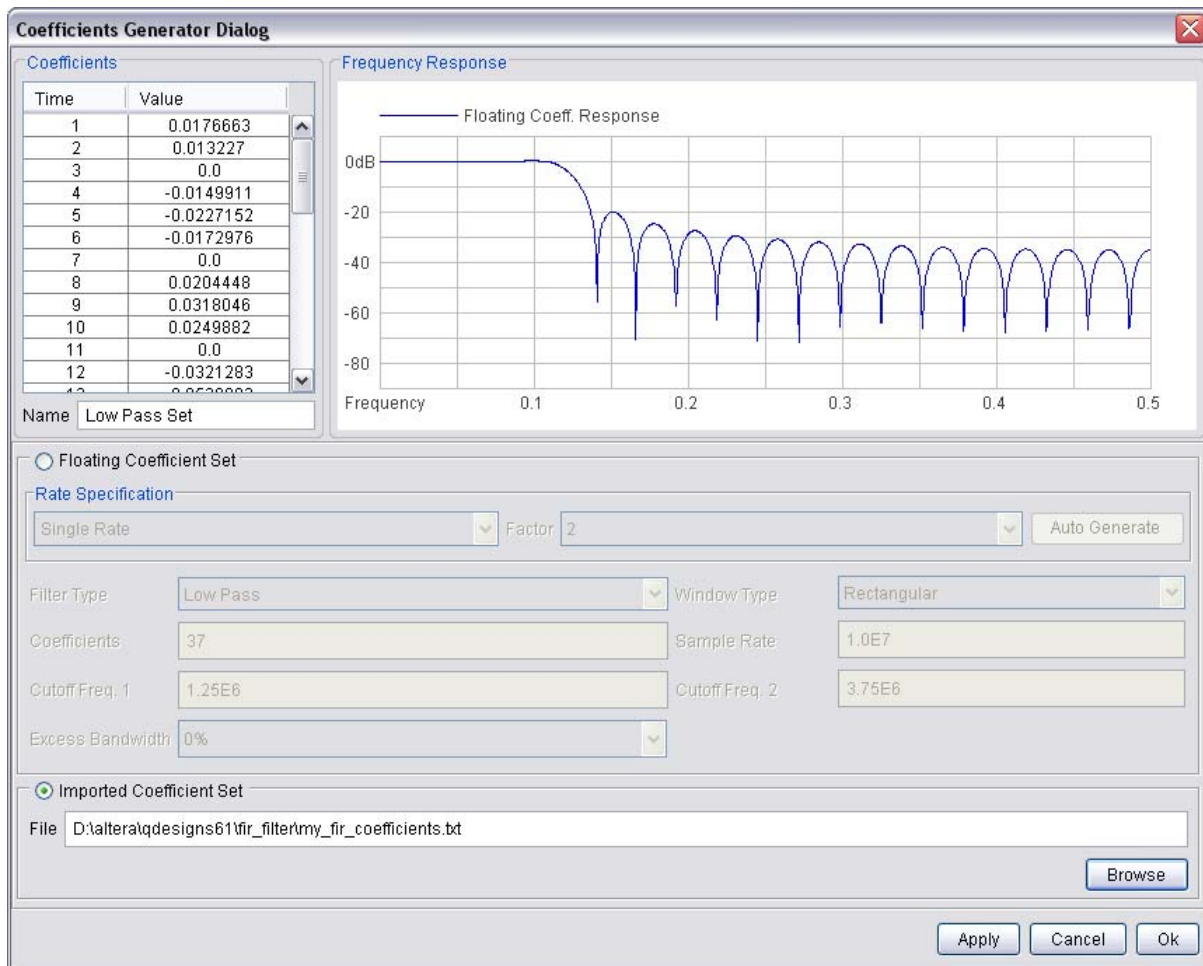 Coefficients Generator Dialog
Coefficients
Time Value
1 0.0176663
2 0.013227
3 0.0
4 -0.0149911
5 -0.0227152
6 -0.0172976
7 0.0
8 0.0204448
9 0.0318046
10 0.0249882
11 0.0
12 -0.0321283
Name Low Pass Set
Frequency Response
Floating Coeff. Response
0dB
-20
-40
-60
-80
Frequency 0.1 0.2 0.3 0.4 0.5
Floating Coefficient Set
Rate Specification
Single Rate Factor 2 Auto Generate
Filter Type Low Pass Window Type Rectangular
Coefficients 37 Sample Rate 1.0E7
Cutoff Freq. 1 1.25E6 Cutoff Freq. 2 3.75E6
Excess Bandwidth 0%
Imported Coefficient Set
File D:\altera\qdesigns61\fir_filter\my_fir_coefficients.txt
Browse
Apply Cancel Ok